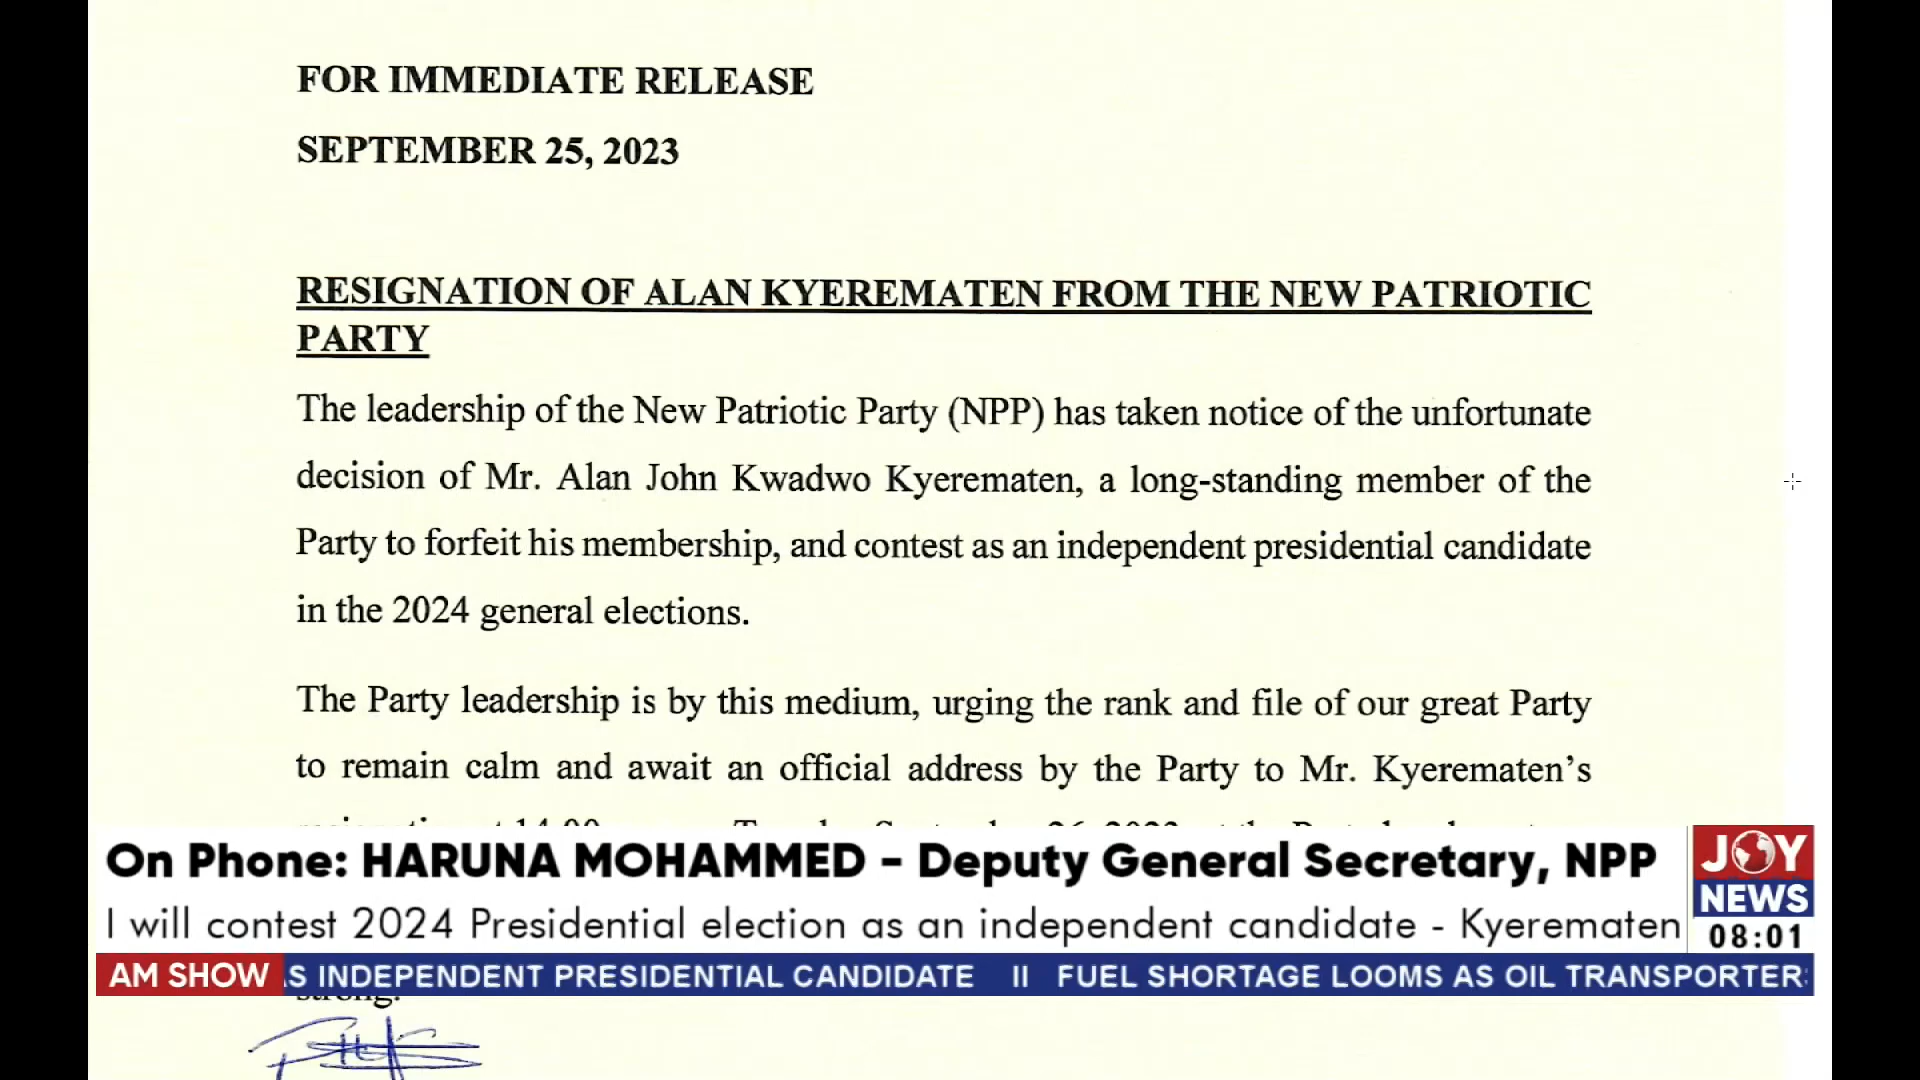 FOR IMMEDIATE RELEASE
SEPTEMBER 25, 2023
RESIGNATION OF ALAN KYEREMATEN FROM THE NEW PATRIOTIC
PARTY
The leadership of the New Patriotic Party (NPP) has taken notice of the unfortunate
decision of Mr. Alan John Kwadwo Kyerematen, a long-standing member of the
Party to forfeit his membership, and contest as an independent presidential candidate
in the 2024 general elections.
The Party leadership is by this medium, urging the rank and file of our great Party
to remain calm and await an official address by the Party to Mr. Kyerematen's
On Phone: HARUNA MOHAMMED - Deputy General Secretary, NPP
I will contest 2024 Presidential election as an independent candidate - Kyerematen
JOY
NEWS
08:01
AM SHOW AS INDEPENDENT PRESIDENTIAL CANDIDATE II FUEL SHORTAGE LOOMS AS OIL TRANSPORTER
strong.